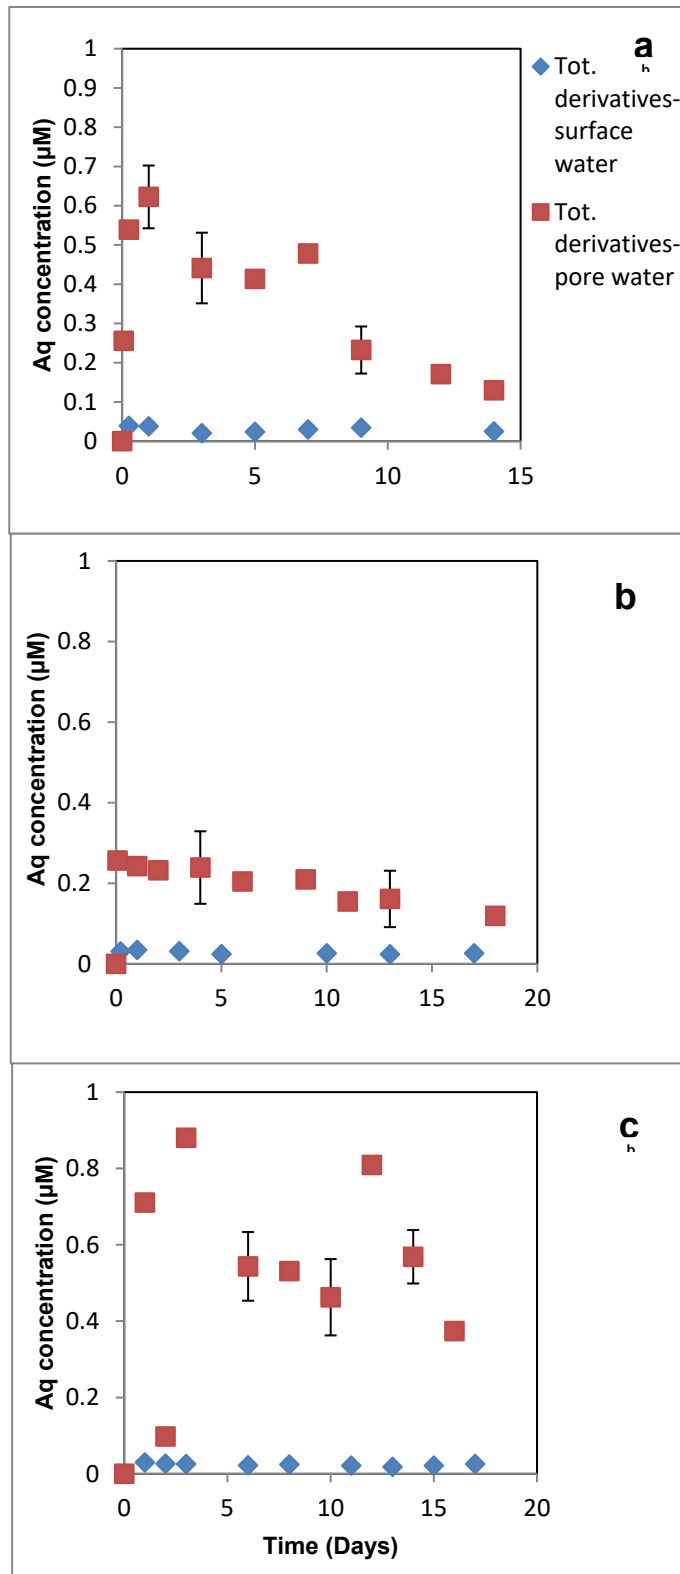 a
h
Tot.
derivatives-
surface
water
Tot.
derivatives-
pore water
Aq concentration (µM)
1
0.9
0.8
0.7
0.6
0.5
0.4
0.3
0.2
0.1
0
0 5 10 15
b
Aq concentration (µM)
1
0.8
0.6
0.4
0.2
0
0 5 10 15 20
c
h
Aq concentration (µM)
1
0.8
0.6
0.4
0.2
0
0 5 10 15 20
Time (Days)